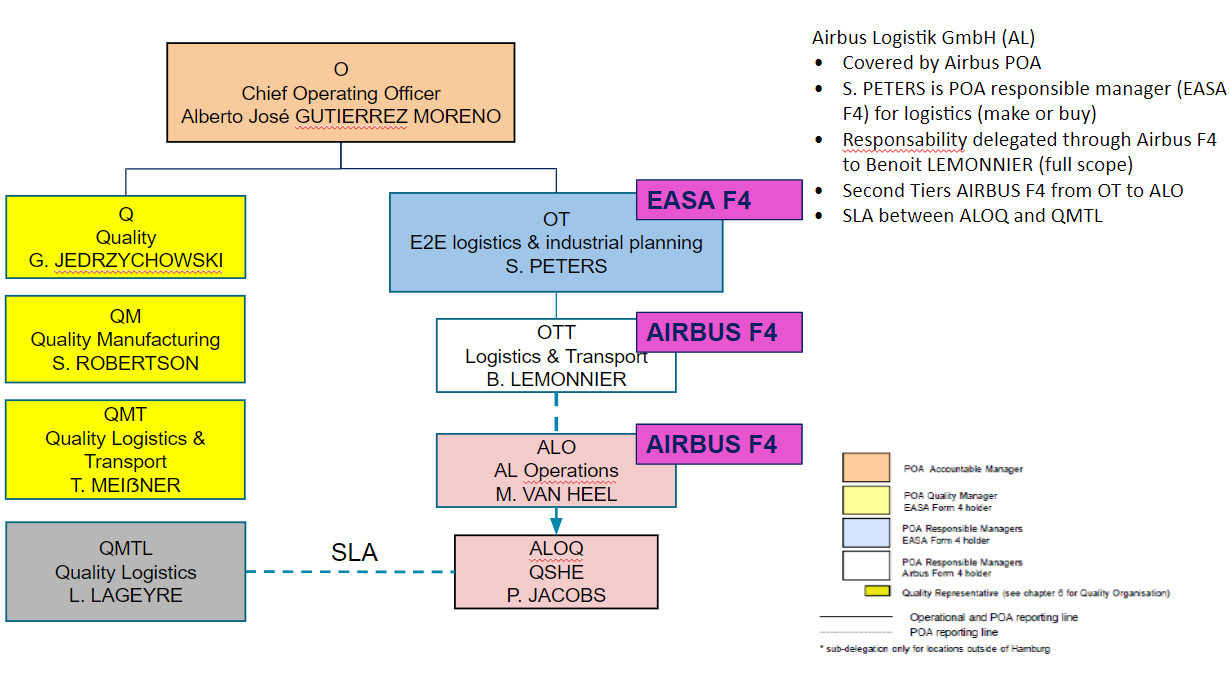 O
Chief Operating Officer
Alberto José GUTIERREZ MORENO
Q
Quality
G. JEDRZYCHOWSKI
QM
Quality Manufacturing
S. ROBERTSON
QMT
Quality Logistics &
Transport
T. MEIẞNER
QMTL
Quality Logistics
L. LAGEYRE
SLA
EASA F4
OT
E2E logistics & industrial planning
S. PETERS
AIRBUS F4
OTT
Logistics & Transport
B. LEMONNIER
AIRBUS F4
ALO
AL Operations
M. VAN HEEL
ALOQ
QSHE
P. JACOBS
Airbus Logistik GmbH (AL)
• Covered by Airbus POA
• S. PETERS is POA responsible manager (EASA
F4) for logistics (make or buy)
• Responsability delegated through Airbus F4
to Benoit LEMONNIER (full scope)
• Second Tiers AIRBUS F4 from OT to ALO
• SLA between ALOQ and QMTL
POA Accountable Manager
POA Quality Manager
EASA Form 4 holder
POA Responsible Managers
EASA Form 4 holder
POA Responsible Managers
Airbus Form 4 holder
Quality Representative (see chapter 6 for Quality Organisation)
Operational and POA reporting line
POA reporting line
* sub-delegation only for locations outside of Hamburg